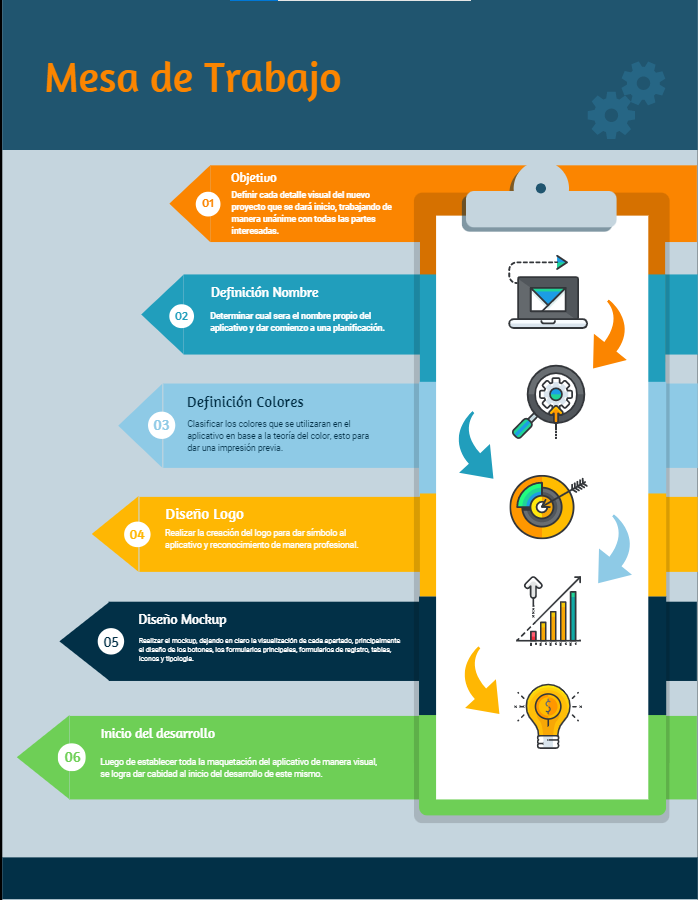 Mesa de Trabajo
Objetivo
01
Definir cada detalle visual del nuevo
proyecto que se dará inicio, trabajando de
manera unánime con todas las partes
interesadas.
Definición Nombre
02
Determinar cual sera el nombre propio del
aplicativo y dar comienzo a una planificación.
Definición Colores
03
Clasificar los colores que se utilizaran en el
aplicativo en base a la teoría del color, esto para
dar una impresión previa.
Diseño Logo
04
Realizar la creación del logo para dar símbolo al
aplicativo y reconocimiento de manera profesional.
Diseño Mockup
05
Realizar el mockup, dejando en claro la visualización de cada apartado, principalmente
el diseño de los botones, los formularios principales, formularios de registro, tablas,
iconos y tipologia.
Inicio del desarrollo
06
Luego de establecer toda la maquetación del aplicativo de manera visual,
se logra dar cabidad al inicio del desarrollo de este mismo.
$